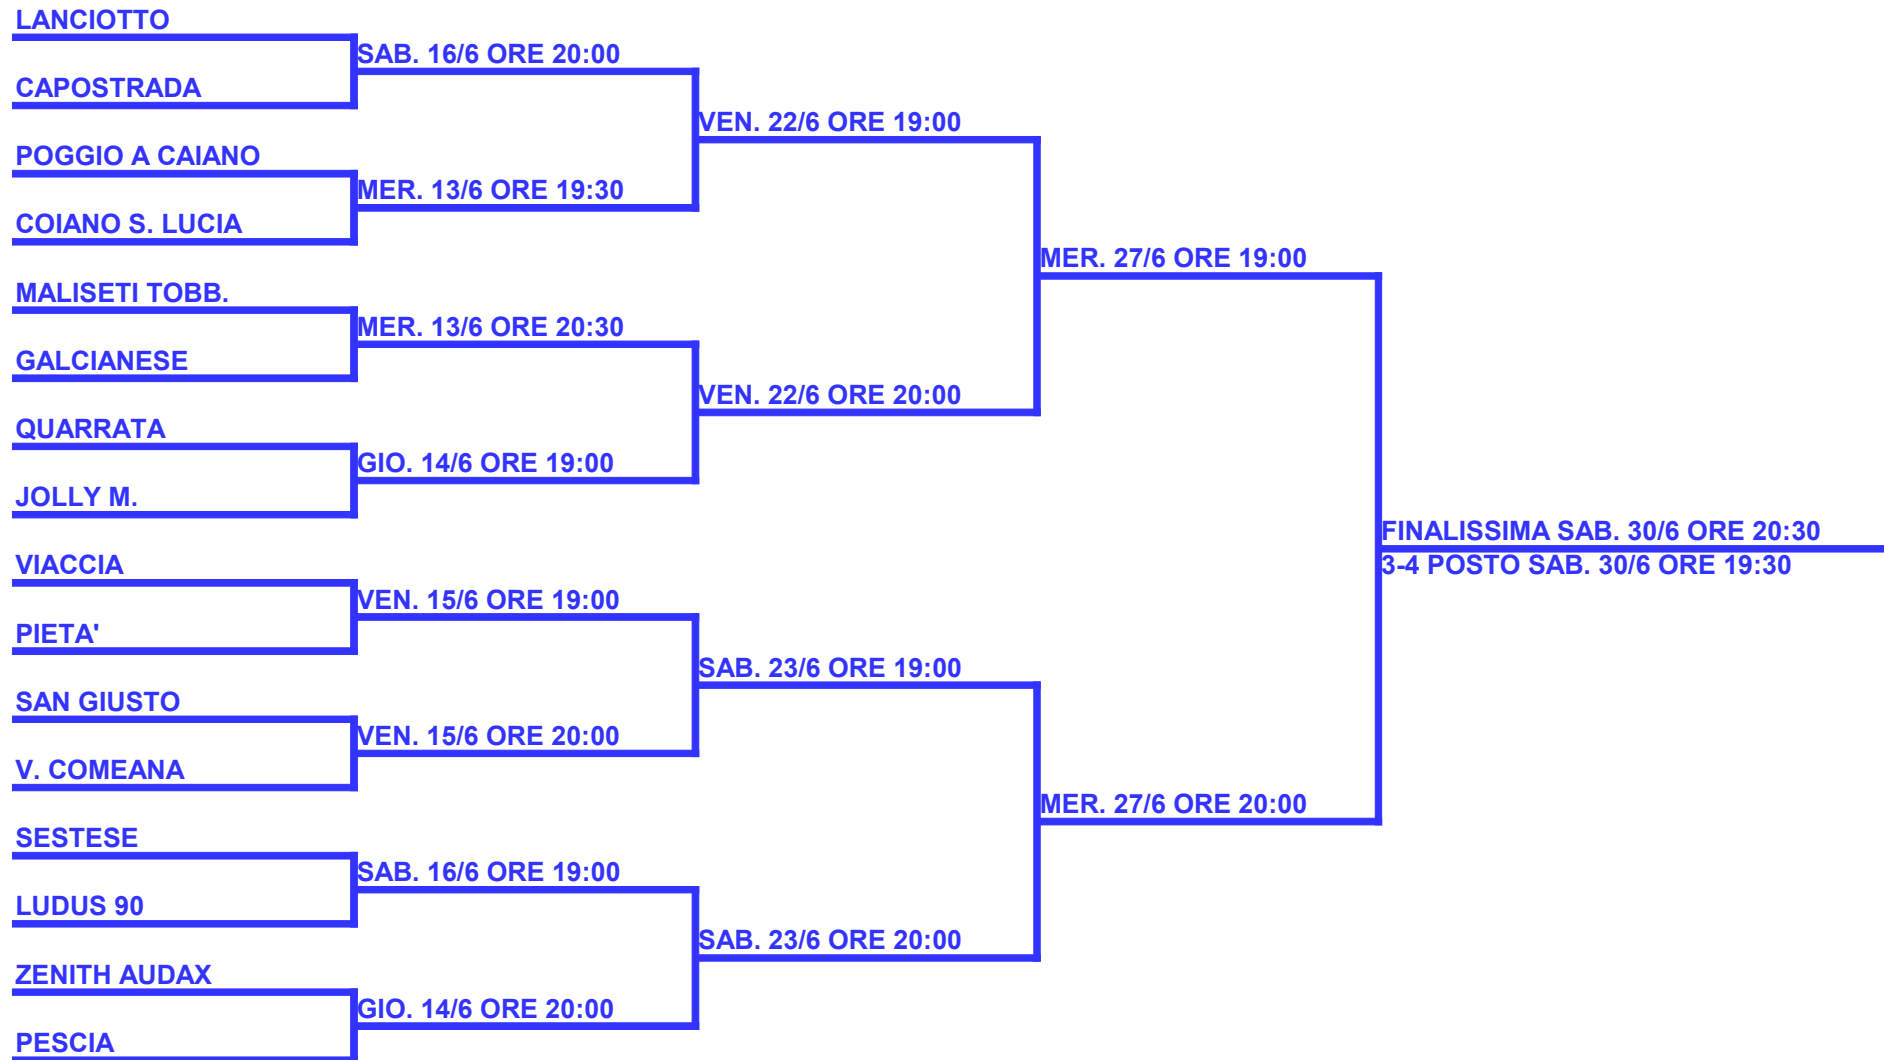 LANCIOTTO
SAB. 16/6 ORE 20:00
CAPOSTRADA
VEN. 22/6 ORE 19:00
POGGIO A CAIANO
MER. 13/6 ORE 19:30
COIANO S. LUCIA
MER. 27/6 ORE 19:00
MALISETI TOBB.
MER. 13/6 ORE 20:30
GALCIANESE
VEN. 22/6 ORE 20:00
QUARRATA
GIO. 14/6 ORE 19:00
JOLLY M.
FINALISSIMA SAB. 30/6 ORE 20:30
VIACCIA
3-4 POSTO SAB. 30/6 ORE 19:30
VEN. 15/6 ORE 19:00
PIETA'
SAB. 23/6 ORE 19:00
SAN GIUSTO
VEN. 15/6 ORE 20:00
V. COMEANA
MER. 27/6 ORE 20:00
SESTESE
SAB. 16/6 ORE 19:00
LUDUS 90
SAB. 23/6 ORE 20:00
ZENITH AUDAX
GIO. 14/6 ORE 20:00
PESCIA